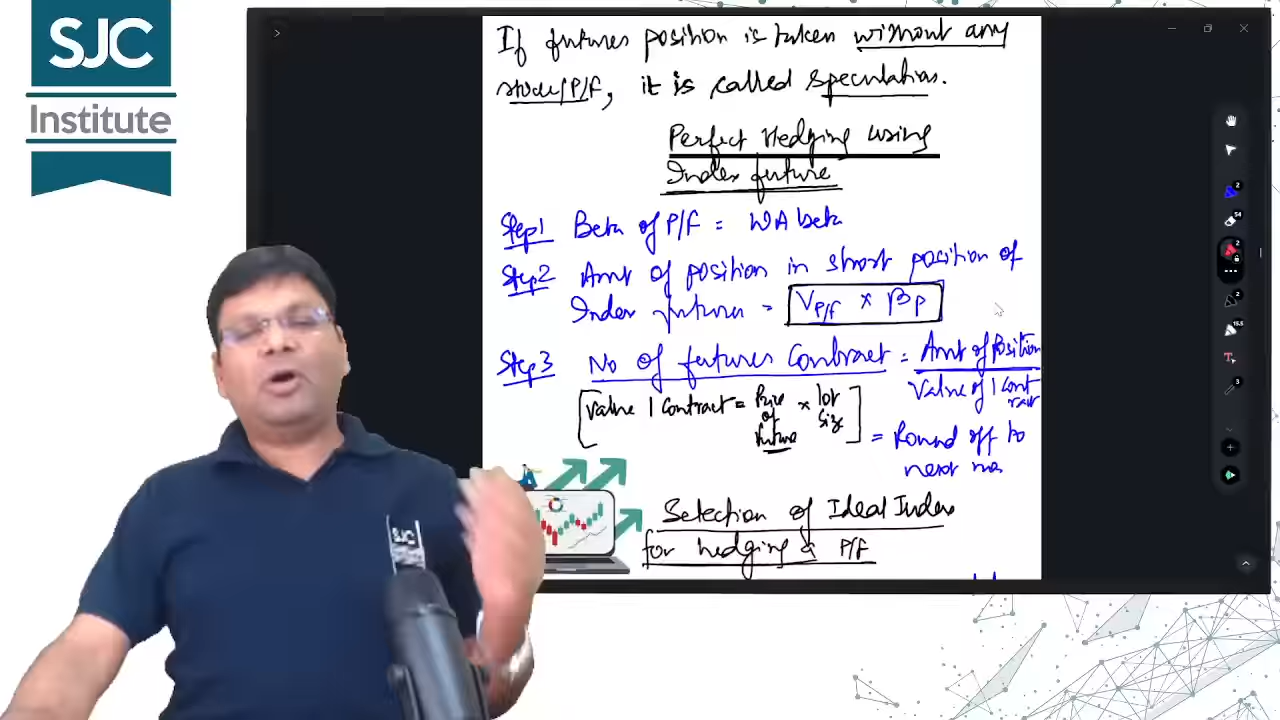 SJC
Institute
If futures position is taken without any
stock/P/F, it is called speculation.
Perfect Hedging using
Index future
Step1 Beta of P/F = WA beta
Step2 Amt of position in short position of
Index futures = VP/F × βP
Step3 No of futures Contract = Amt of Position
Value of 1 Contract
[Value 1 Contract = Price of future × lot size]
= Round off to
next no
Selection of Ideal Index
for hedging a P/F
SJC